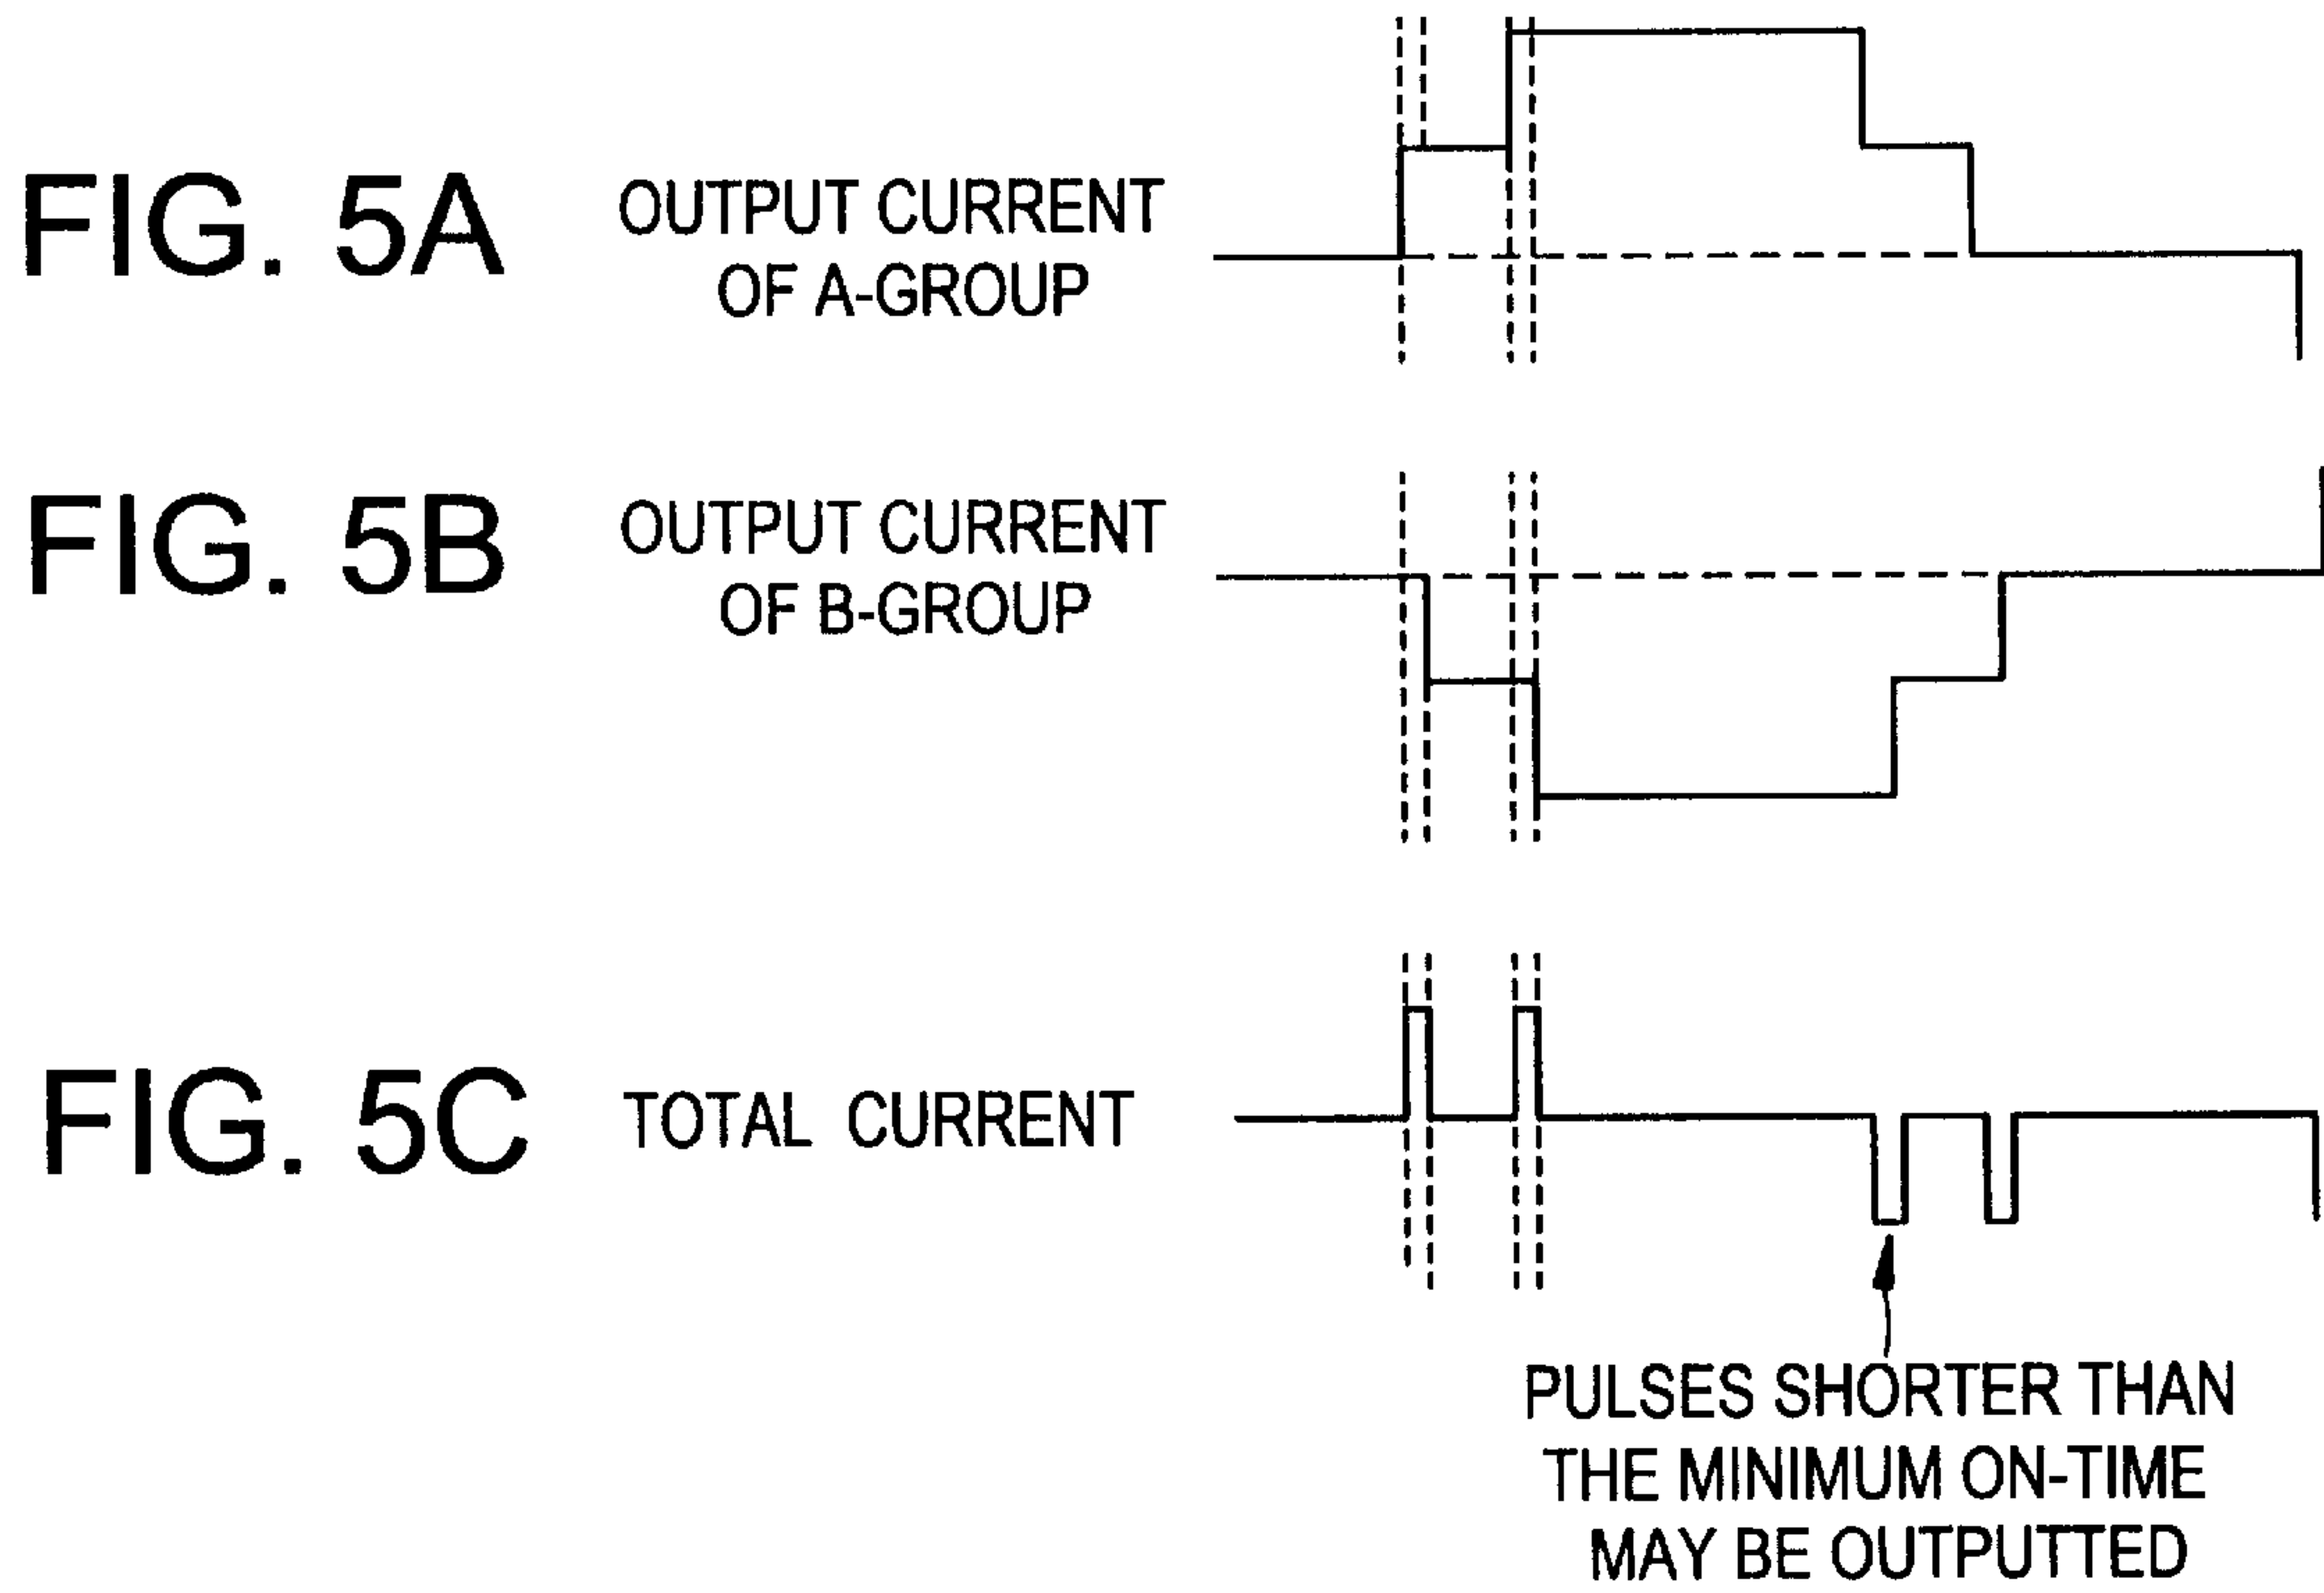 FIG. 5A
OUTPUT CURRENT
OF A-GROUP
FIG. 5B
OUTPUT CURRENT
OF B-GROUP
FIG. 5C
TOTAL CURRENT
PULSES SHORTER THAN
THE MINIMUM ON-TIME
MAY BE OUTPUTTED